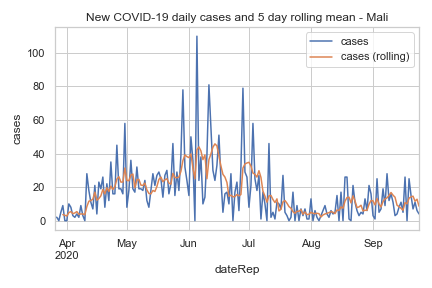 New COVID-19 daily cases and 5 day rolling mean - Mali
cases
cases (rolling)
100
80
60
40
20
0
cases
Apr
2020
May
Jun
Jul
Aug
Sep
dateRep